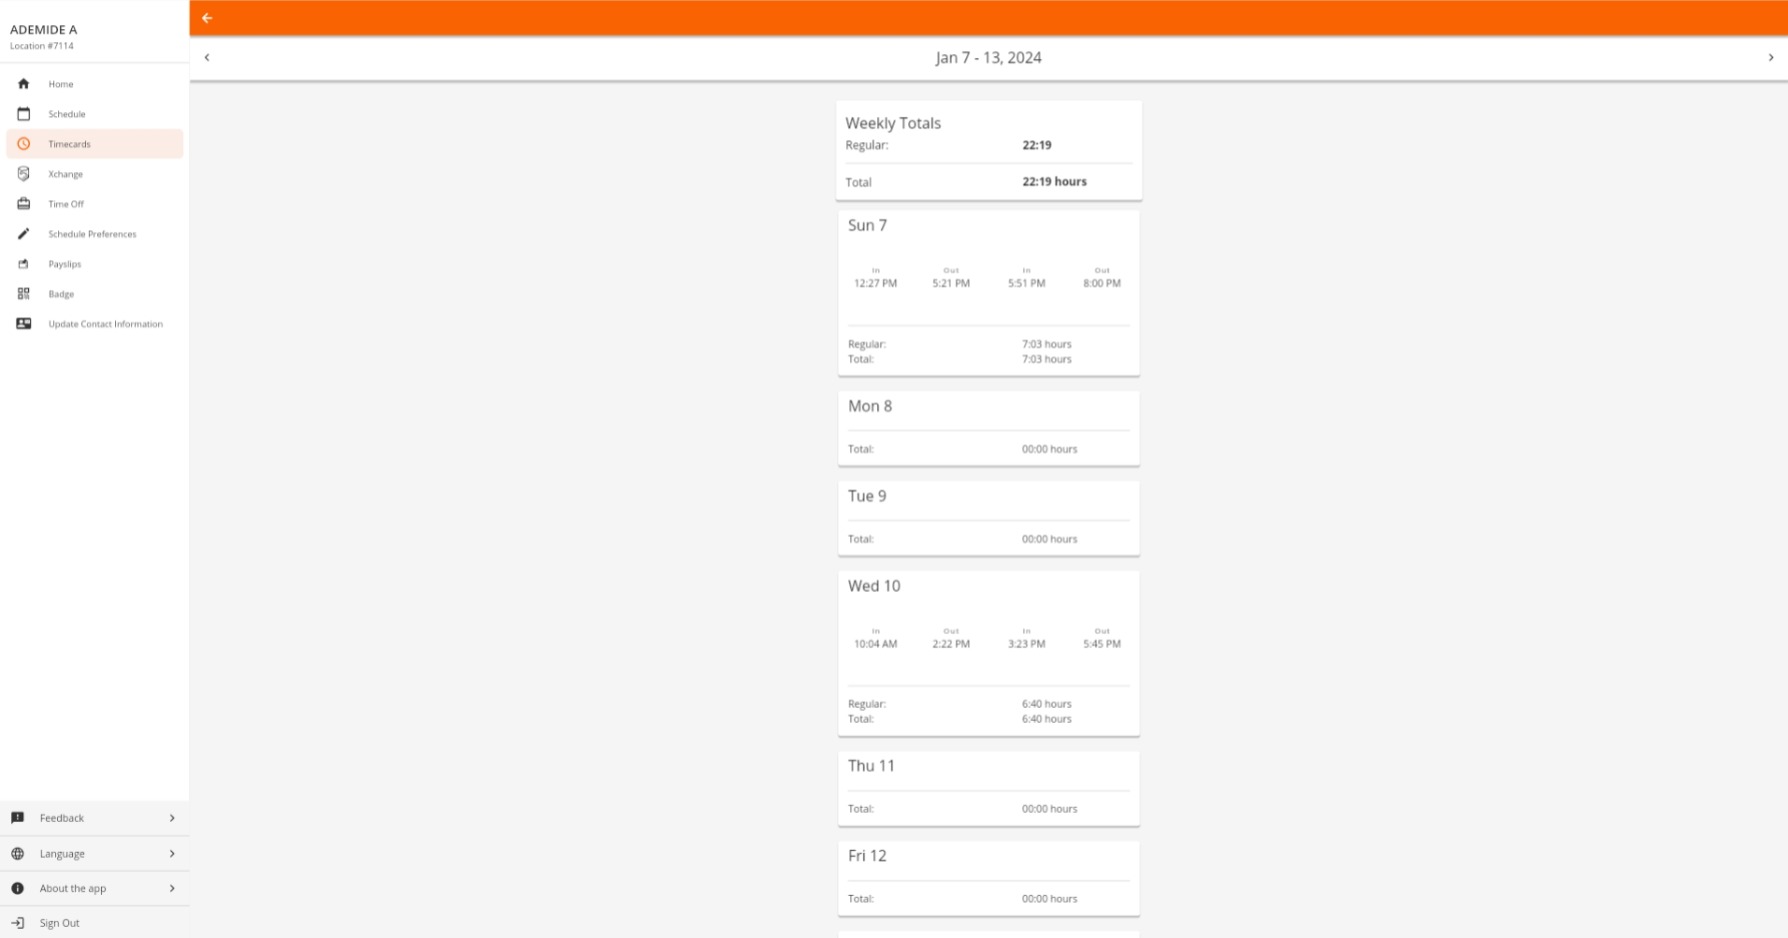 ADEMIDE A
Location #7114
Home
Schedule
Timecards
Xchange
Time Off
Schedule Preferences
Payslips
Badge
Update Contact Information
Feedback
Language
About the app
Sign Out
Jan 7 - 13, 2024
Weekly Totals
Regular: 22:19
Total 22:19 hours
Sun 7
In Out In Out
12:27 PM 5:21 PM 5:51 PM 8:00 PM
Regular: 7:03 hours
Total: 7:03 hours
Mon 8
Total: 00:00 hours
Tue 9
Total: 00:00 hours
Wed 10
In Out In Out
10:04 AM 2:22 PM 3:23 PM 5:45 PM
Regular: 6:40 hours
Total: 6:40 hours
Thu 11
Total: 00:00 hours
Fri 12
Total: 00:00 hours